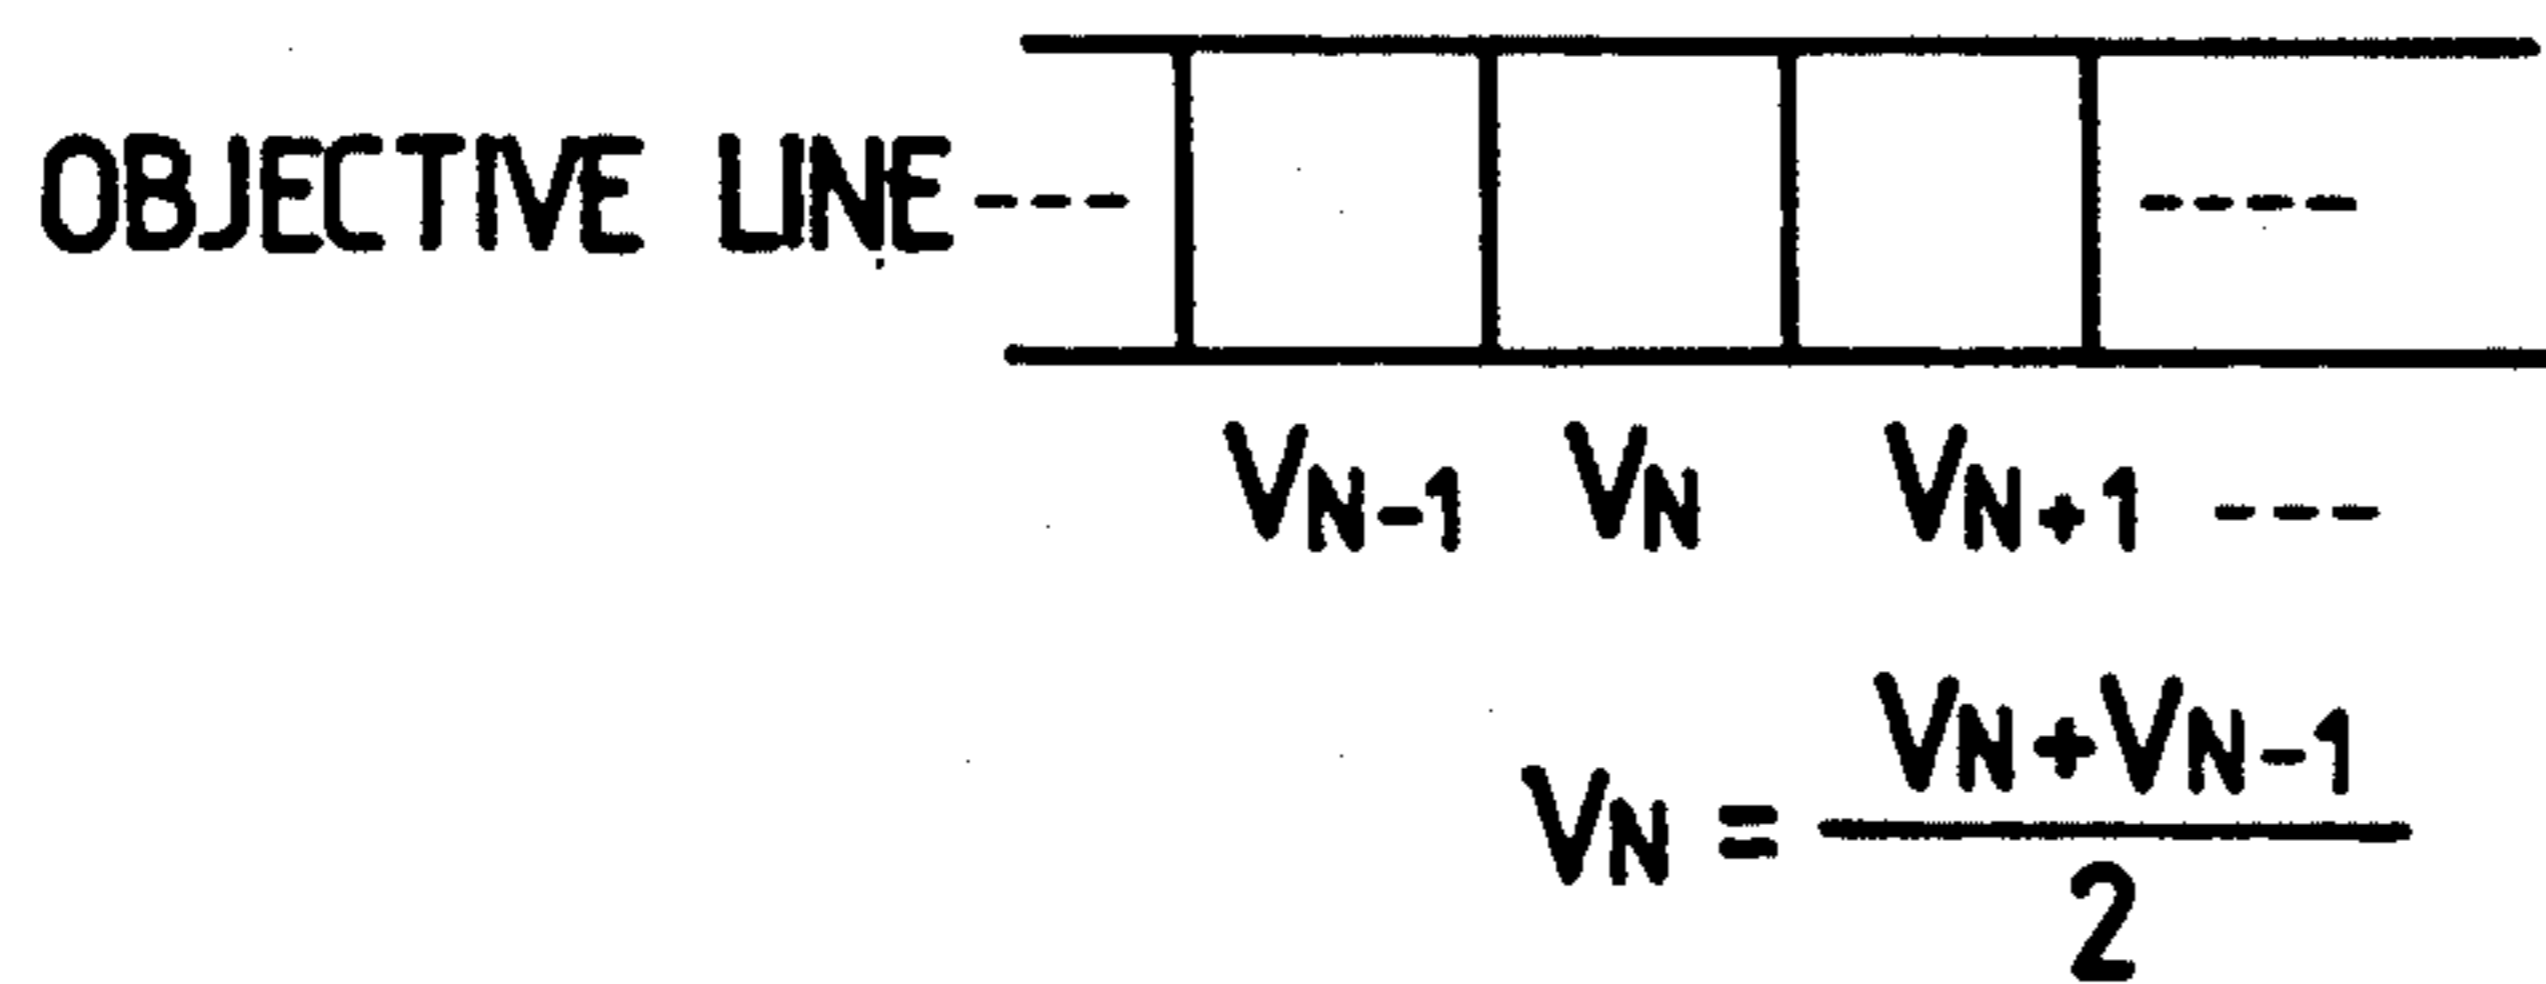 OBJECTIVE LINE ---- ----
VN-1 VN VN+1 ---
VN = VN+VN-1
2